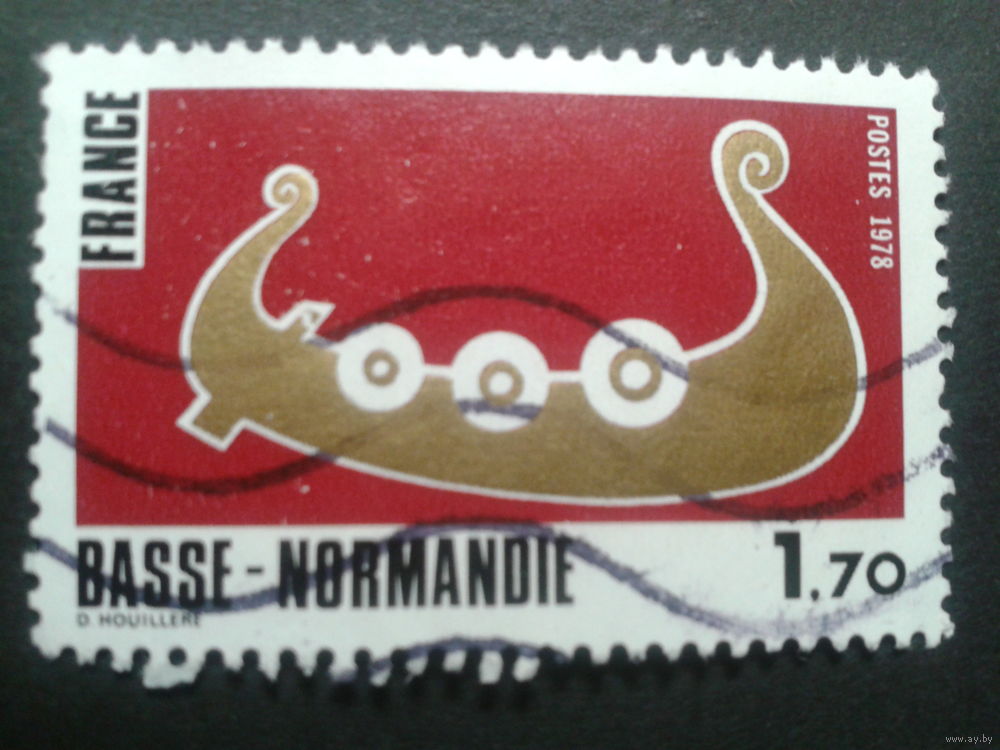 FRANCE
POSTES 1978
BASSE-NORMANDIE
1,70
D. HOUILLERE
www.ay.by